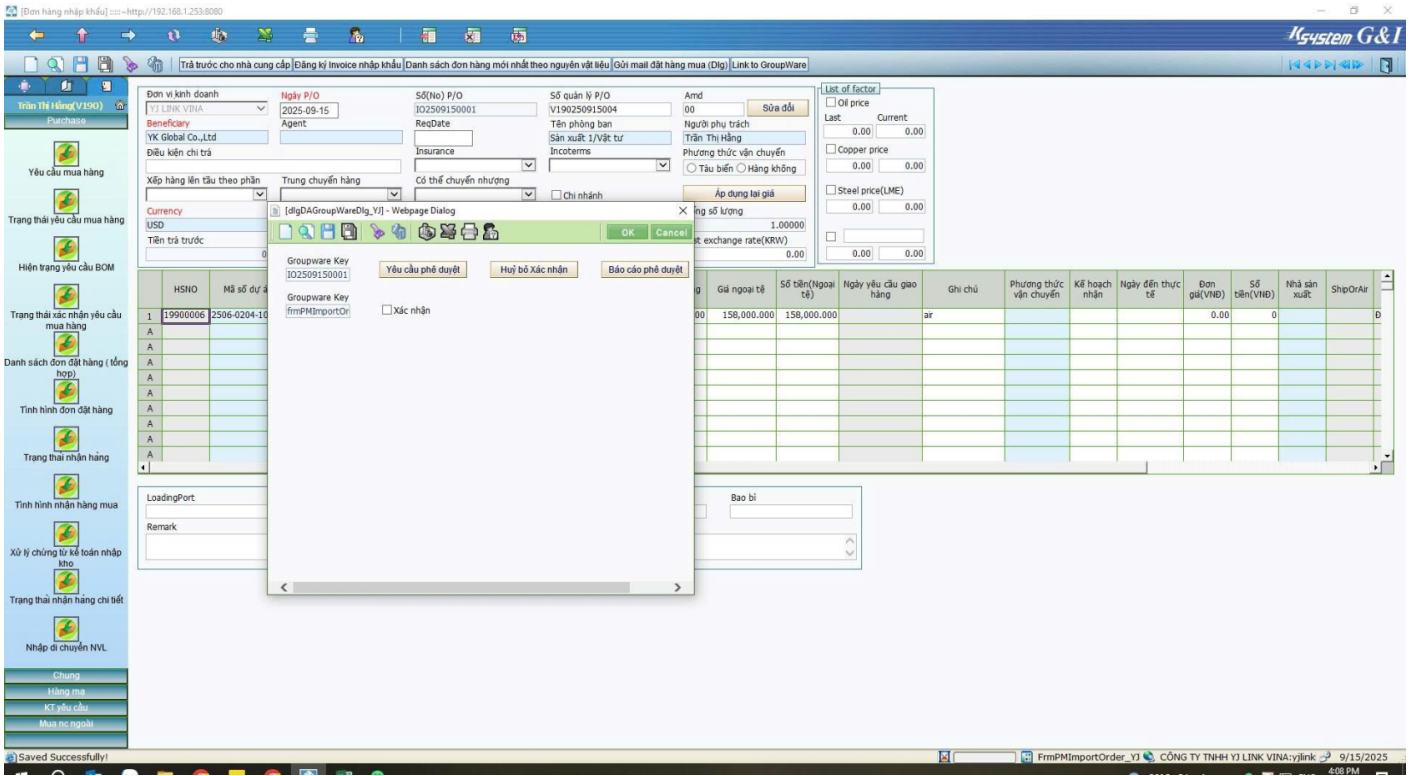 [Đơn hàng nhập khẩu] ::::~http://192.168.1.253:8080
Ksystem G&I
Trả trước cho nhà cung cấp Đăng ký Invoice nhập khẩu Danh sách đơn hàng mới nhất theo nguyên vật liệu Gửi mail đặt hàng mua (Dlg) Link to GroupWare
Trần Thị Hằng(V190)
Purchase
Yêu cầu mua hàng
Trạng thái yêu cầu mua hàng
Hiện trạng yêu cầu BOM
Trạng thái xác nhận yêu cầu
mua hàng
Danh sách đơn đặt hàng ( tổng
hợp)
Tình hình đơn đặt hàng
Trạng thái nhận hàng
Tình hình nhận hàng mua
Xử lý chứng từ kế toán nhập
kho
Trạng thái nhận hàng chi tiết
Nhập di chuyển NVL
Chung
Hàng mạ
KT yêu cầu
Mua nc ngoài
Đơn vị kinh doanh Ngày P/O Số(No) P/O Số quản lý P/O Amd
YJ LINK VINA 2025-09-15 IO2509150001 V190250915004 00 Sửa đổi
Beneficiary Agent ReqDate Tên phòng ban Người phụ trách
YK Global Co.,Ltd Sản xuất 1/Vật tư Trần Thị Hằng
Điều kiện chi trả Insurance Incoterms Phương thức vận chuyển
Tàu biển Hàng không
Xếp hàng lên tầu theo phần Trung chuyển hàng Có thể chuyển nhượng
Chi nhánh Áp dụng lại giá
Currency số lượng
USD 1.00000
Tiền trả trước exchange rate(KRW)
0 0.00
List of factor
Oil price
Last Current
0.00 0.00
Copper price
0.00 0.00
Steel price(LME)
0.00 0.00
0.00 0.00
[dlgDAGroupWareDlg_YJ] - Webpage Dialog
OK Cancel
Groupware Key
IO2509150001 Yêu cầu phê duyệt Huỷ bỏ Xác nhận Báo cáo phê duyệt
Groupware Key
frmPMImportOr Xác nhận
HSNO Mã số dự á Giá ngoại tệ Số tiền(Ngoại tệ) Ngày yêu cầu giao hàng Ghi chú Phương thức vận chuyển Kế hoạch nhận Ngày đến thực tế Đơn giá(VNĐ) Số tiền(VNĐ) Nhà sản xuất ShipOrAir
1 19900006 2506-0204-10 00 158,000.000 158,000.000 air 0.00 0 Đ
A
A
A
A
A
A
A
A
A
LoadingPort Bao bì
Remark
Saved Successfully!
FrmPMImportOrder_YJ CÔNG TY TNHH YJ LINK VINA:yjlink 9/15/2025
4:08 PM